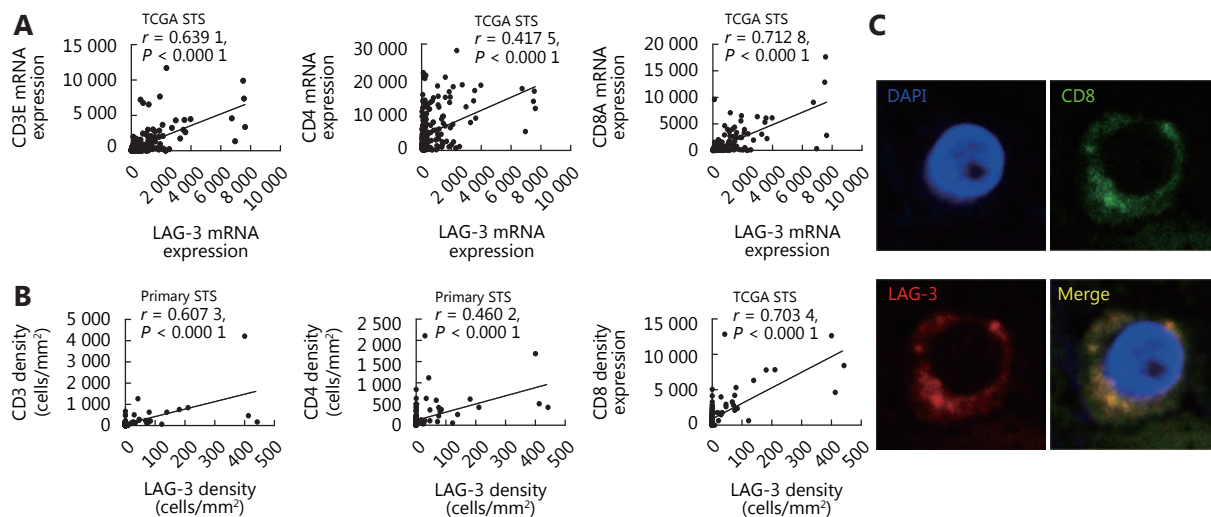 A
TCGA STS
r = 0.639 1,
P < 0.000 1
15 000
10 000
5 000
0
CD3E mRNA
expression
0
2 000
4 000
6 000
8 000
10 000
LAG-3 mRNA
expression
TCGA STS
r = 0.417 5,
P < 0.000 1
30 000
20 000
10 000
0
CD4 mRNA
expression
0
2 000
4 000
6 000
8 000
10 000
LAG-3 mRNA
expression
TCGA STS
r = 0.712 8,
P < 0.000 1
20 000
15 000
10 000
5000
0
CD8A mRNA
expression
0
2 000
4 000
6 000
8 000
10 000
LAG-3 mRNA
expression
B
Primary STS
r = 0.607 3,
P < 0.000 1
5 000
4 000
3 000
2 000
1 000
0
CD3 density
(cells/mm²)
0
100
200
300
400
500
LAG-3 density
(cells/mm²)
Primary STS
r = 0.460 2,
P < 0.000 1
2 500
2 000
1 500
1 000
500
0
CD4 density
(cells/mm²)
0
100
200
300
400
500
LAG-3 density
(cells/mm²)
TCGA STS
r = 0.703 4,
P < 0.000 1
15 000
10 000
5 000
0
CD8 density
expression
0
100
200
300
400
500
LAG-3 density
(cells/mm²)
C
DAPI
CD8
LAG-3
Merge